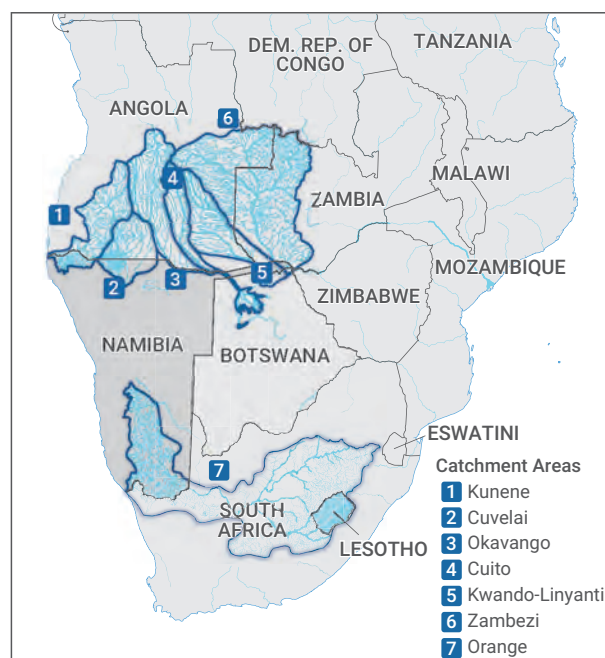 DEM. REP. OF
CONGO
TANZANIA
ANGOLA
6
MALAWI
4
ZAMBIA
1
MOZAMBIQUE
5
2
3
ZIMBABWE
NAMIBIA
BOTSWANA
ESWATINI
7
SOUTH
AFRICA
LESOTHO
Catchment Areas
1 Kunene
2 Cuvelai
3 Okavango
4 Cuito
5 Kwando-Linyanti
6 Zambezi
7 Orange